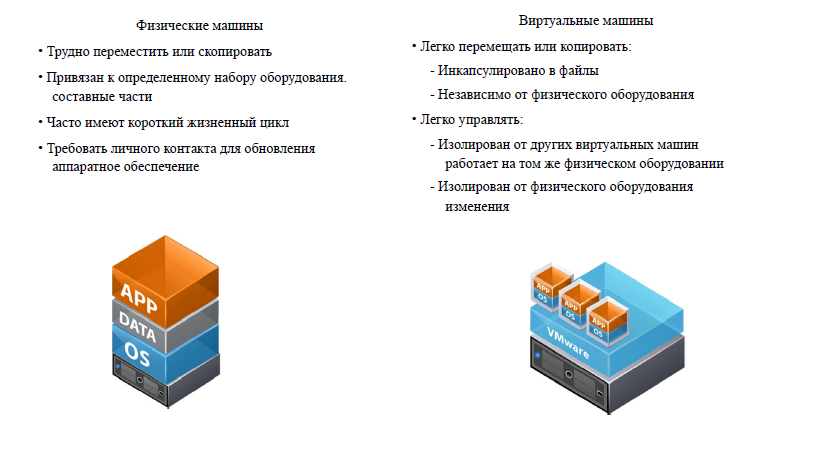 Физические машины
• Трудно переместить или скопировать
• Привязан к определенному набору оборудования.
составные части
• Часто имеют короткий жизненный цикл
• Требовать личного контакта для обновления
аппаратное обеспечение
APP
DATA
OS
Виртуальные машины
• Легко перемещать или копировать:
- Инкапсулировано в файлы
- Независимо от физического оборудования
• Легко управлять:
- Изолирован от других виртуальных машин
работает на том же физическом оборудовании
- Изолирован от физического оборудования
изменения
APP
OS
APP
OS
APP
OS
VMware